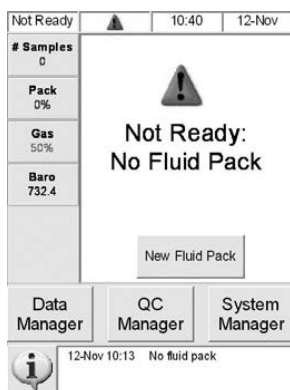 Not Ready
10:40
12-Nov
# Samples
0
Pack
0%
Gas
50%
Baro
732.4
Not Ready:
No Fluid Pack
New Fluid Pack
Data
Manager
QC
Manager
System
Manager
12-Nov 10:13 No fluid pack